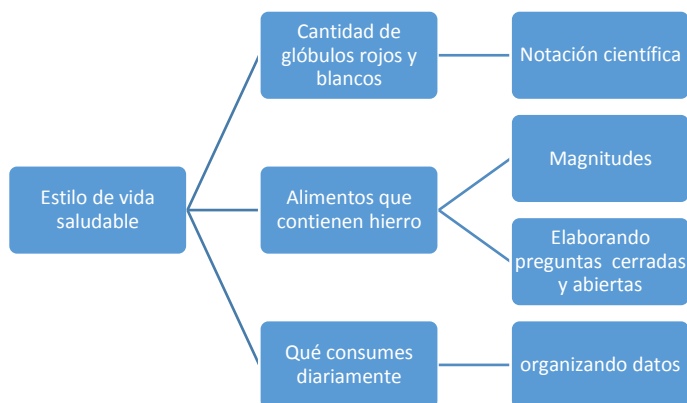 Cantidad de
glóbulos rojos y
blancos
Notación científica
Estilo de vida
saludable
Alimentos que
contienen hierro
Magnitudes
Elaborando
preguntas cerradas
y abiertas
Qué consumes
diariamente
organizando datos